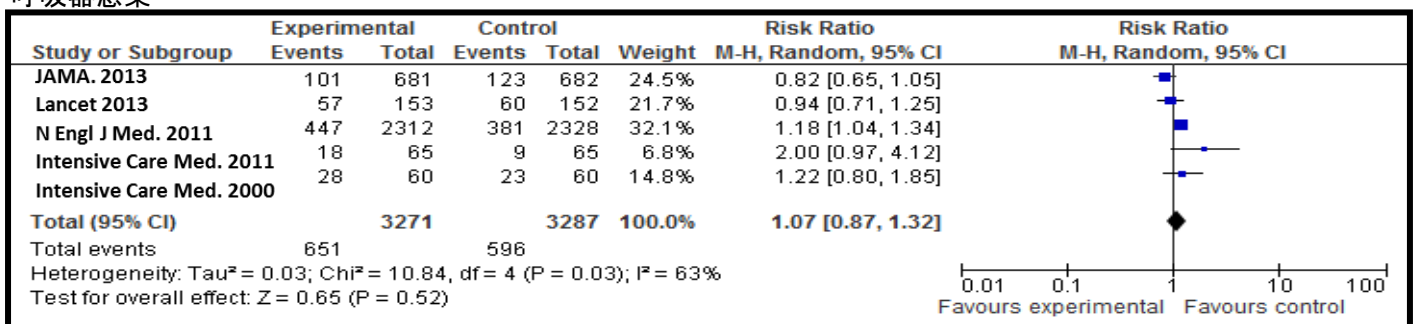 呼吸器感染
Experimental Control Risk Ratio Risk Ratio
Study or Subgroup Events Total Events Total Weight M-H, Random, 95% CI M-H, Random, 95% CI
JAMA. 2013 101 681 123 682 24.5% 0.82 [0.65, 1.05]
Lancet 2013 57 153 60 152 21.7% 0.94 [0.71, 1.25]
N Engl J Med. 2011 447 2312 381 2328 32.1% 1.18 [1.04, 1.34]
Intensive Care Med. 2011 18 65 9 65 6.8% 2.00 [0.97, 4.12]
Intensive Care Med. 2000 28 60 23 60 14.8% 1.22 [0.80, 1.85]
Total (95% CI) 3271 3287 100.0% 1.07 [0.87, 1.32]
Total events 651 596
Heterogeneity: Tau² = 0.03; Chi² = 10.84, df = 4 (P = 0.03); I² = 63%
Test for overall effect: Z = 0.65 (P = 0.52)
0.01 0.1 1 10 100
Favours experimental Favours control